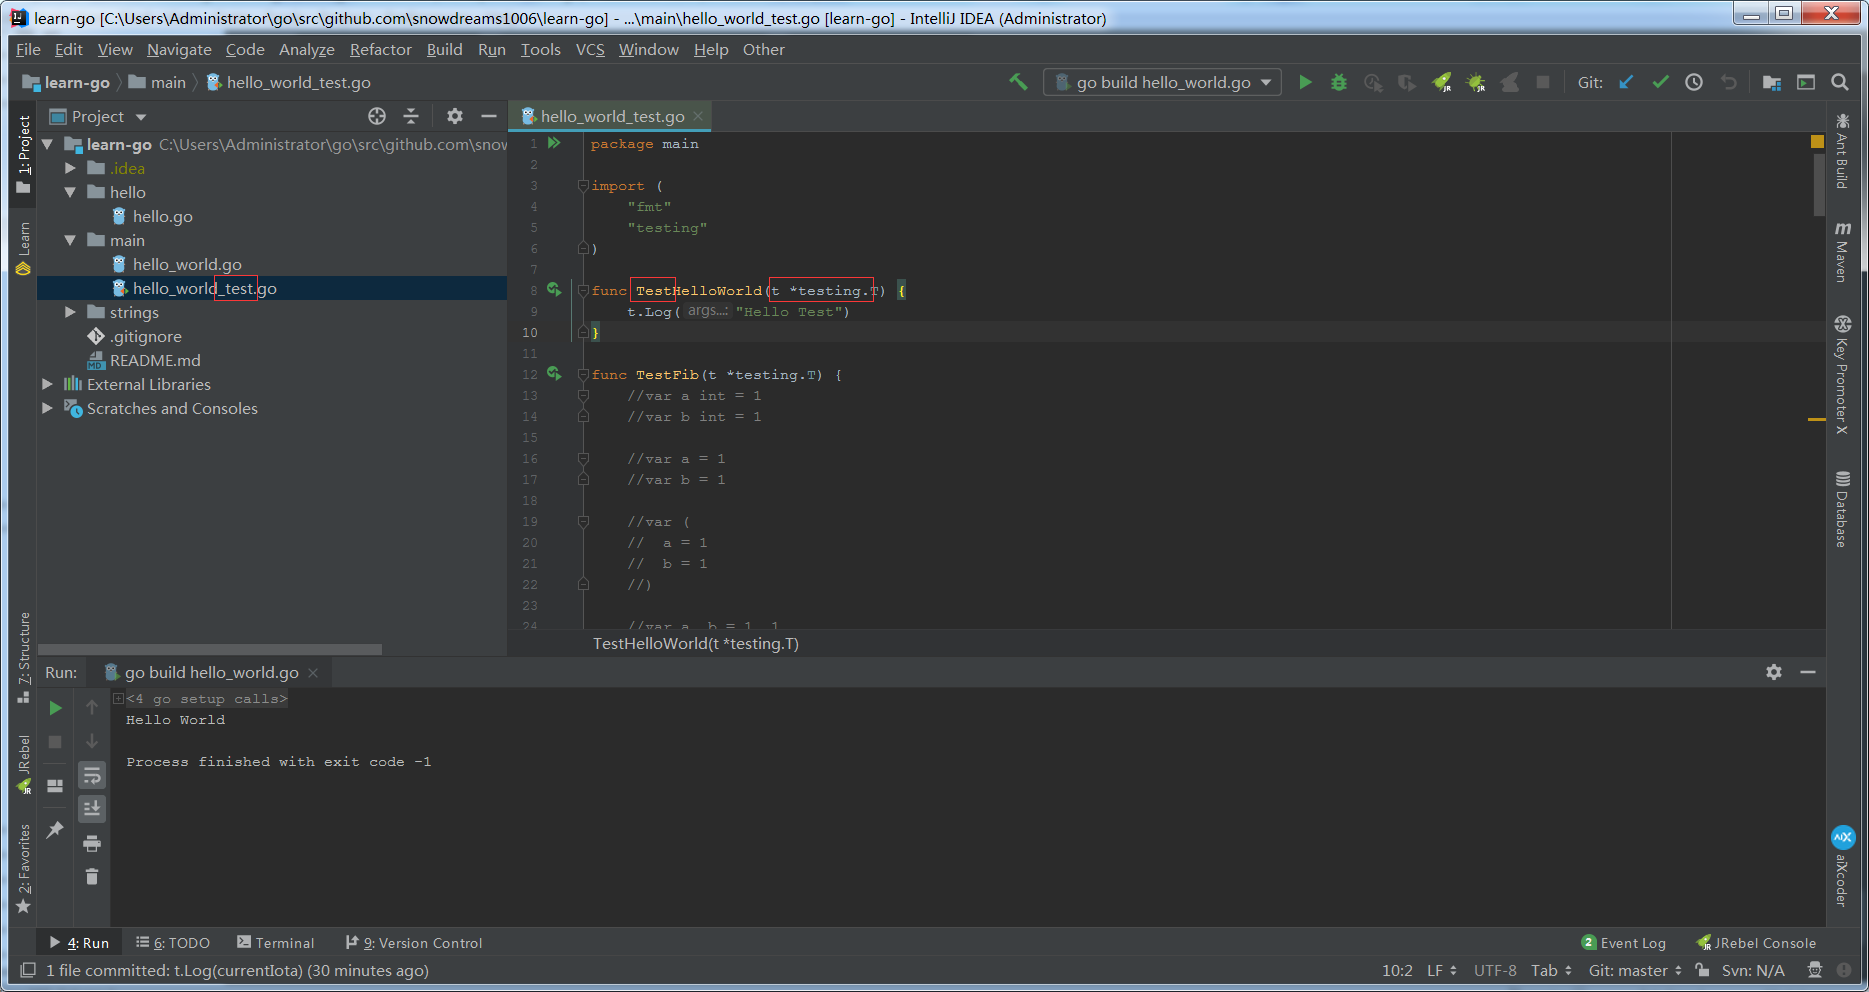 learn-go [C:\Users\Administrator\go\src\github.com\snowdreams1006\learn-go] - ...\main\hello_world_test.go [learn-go] - IntelliJ IDEA (Administrator)
File Edit View Navigate Code Analyze Refactor Build Run Tools VCS Window Help Other
learn-go main hello_world_test.go go build hello_world.go Git:
1: Project
Learn
Z: Structure
JRebel
2: Favorites
Project
learn-go C:\Users\Administrator\go\src\github.com\snow
.idea
hello
hello.go
main
hello_world.go
hello_world_test.go
strings
.gitignore
README.md
External Libraries
Scratches and Consoles
hello_world_test.go
1 package main
2
3 import (
4 "fmt"
5 "testing"
6 )
7
8 func TestHelloWorld(t *testing.T) {
9 t.Log( args...: "Hello Test")
10 }
11
12 func TestFib(t *testing.T) {
13 //var a int = 1
14 //var b int = 1
15
16 //var a = 1
17 //var b = 1
18
19 //var (
20 // a = 1
21 // b = 1
22 //)
23
24 //var a, b = 1, 1
TestHelloWorld(t *testing.T)
Ant Build
m Maven
Key Promoter X
Database
aiX
aiXcoder
Run: go build hello_world.go
<4 go setup calls>
Hello World
Process finished with exit code -1
4: Run 6: TODO Terminal 9: Version Control 2 Event Log JRebel Console
1 file committed: t.Log(currentIota) (30 minutes ago) 10:2 LF UTF-8 Tab Git: master Svn: N/A